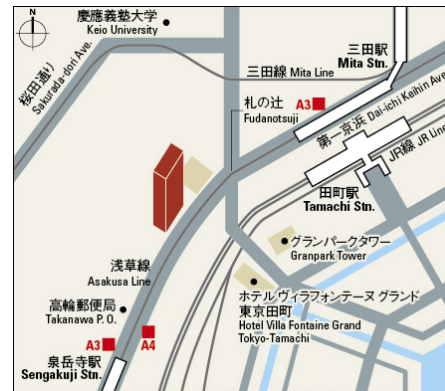 N
慶應義塾大学
Keio University
桜田通り
Sakurada-dori Ave.
三田駅
Mita Stn.
三田線 Mita Line
札の辻
Fudanotsuji
A3
第一京浜 Dai-ichi Keihin Ave.
JR線 JR Line
田町駅
Tamachi Stn.
グランパークタワー
Granpark Tower
浅草線
Asakusa Line
ホテル ヴィラフォンテーヌ グランド
東京田町
Hotel Villa Fontaine Grand
Tokyo-Tamachi
高輪郵便局
Takanawa P. O.
A3
A4
泉岳寺駅
Sengakuji Stn.